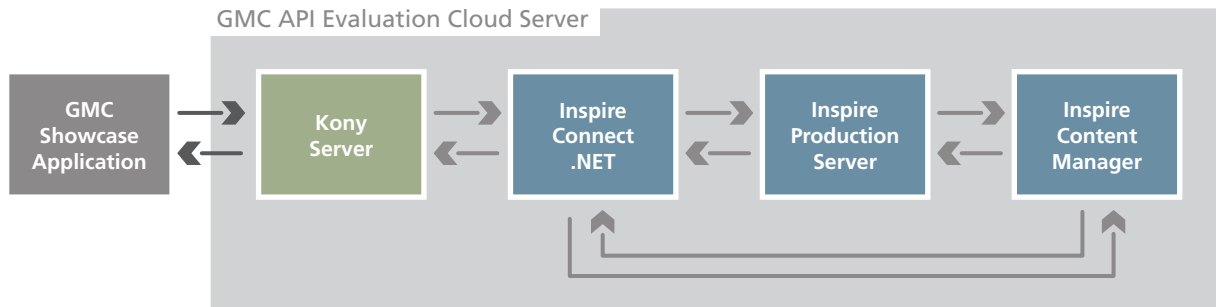 GMC API Evaluation Cloud Server
GMC
Showcase
Application
Kony
Server
Inspire
Connect
.NET
Inspire
Production
Server
Inspire
Content
Manager